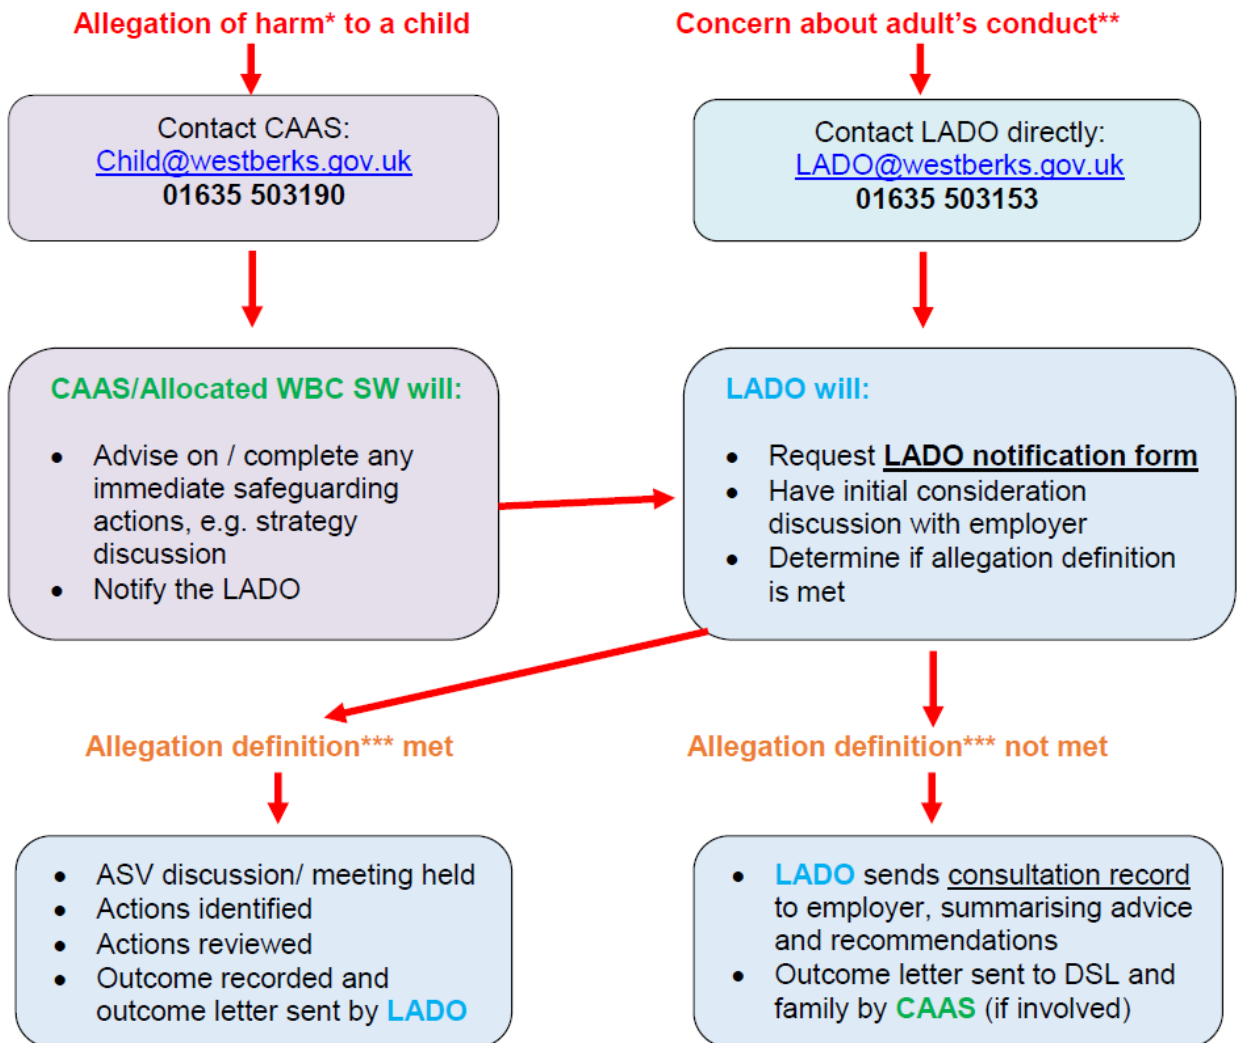 Allegation of harm* to a child
Contact CAAS:
Child@westberks.gov.uk
01635 503190
CAAS/Allocated WBC SW will:
• Advise on / complete any
immediate safeguarding
actions, e.g. strategy
discussion
• Notify the LADO
Concern about adult’s conduct**
Contact LADO directly:
LADO@westberks.gov.uk
01635 503153
LADO will:
• Request LADO notification form
• Have initial consideration
discussion with employer
• Determine if allegation definition
is met
Allegation definition*** met
• ASV discussion/ meeting held
• Actions identified
• Actions reviewed
• Outcome recorded and
outcome letter sent by LADO
Allegation definition*** not met
• LADO sends consultation record
to employer, summarising advice
and recommendations
• Outcome letter sent to DSL and
family by CAAS (if involved)